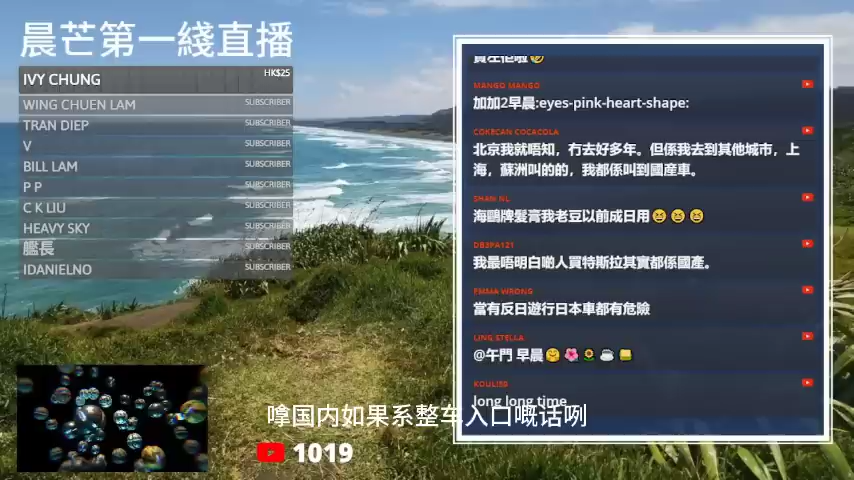 晨芒第一綫直播
IVY CHUNG HK$25
WING CHUEN LAM SUBSCRIBER
TRAN DIEP SUBSCRIBER
V SUBSCRIBER
BILL LAM SUBSCRIBER
P P SUBSCRIBER
C K LIU SUBSCRIBER
HEAVY SKY SUBSCRIBER
艦長 SUBSCRIBER
IDANIELNO SUBSCRIBER
MANGO MANGO
加加2早晨:eyes-pink-heart-shape:
COKECAN COCACOLA
北京我就唔知，冇去好多年。但係我去到其他城市，上
海，蘇洲叫的的，我都係叫到國産車。
SHAN NL
海鷗牌髮膏我老豆以前成日用😆😆😆
DB3PA121
我最唔明白啲人買特斯拉其實都係國產。
EMMA WRONG
當有反日遊行日本車都有危險
LING STELLA
@午門 早晨🤗🌺🌻☕
KOULISS
long long time
嗱国内如果系整车入口嘅话咧
1019